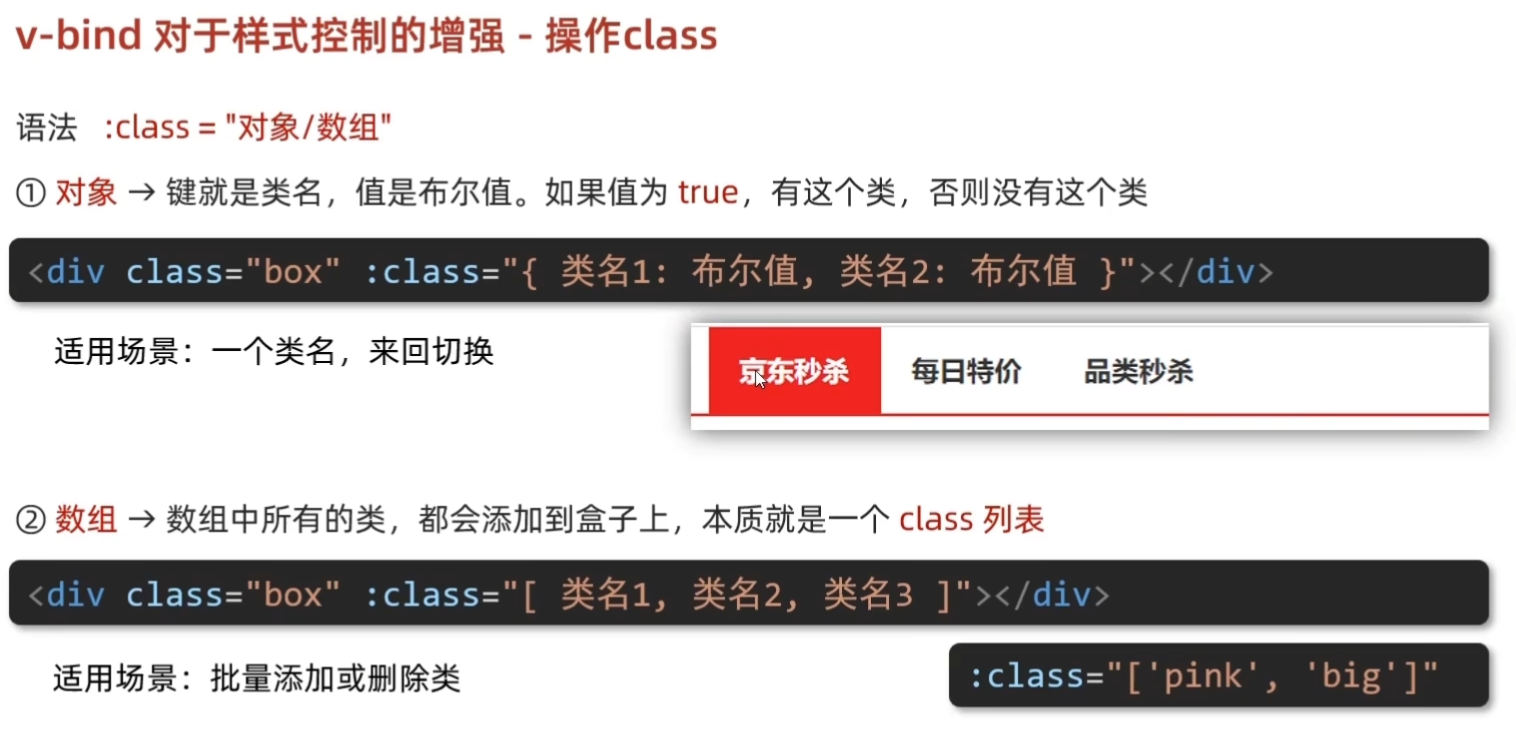 v-bind 对于样式控制的增强 - 操作class
语法 :class = "对象/数组"
① 对象 → 键就是类名，值是布尔值。如果值为 true，有这个类，否则没有这个类
<div class="box" :class="{ 类名1: 布尔值, 类名2: 布尔值 }"></div>
适用场景：一个类名，来回切换
京东秒杀 每日特价 品类秒杀
② 数组 → 数组中所有的类，都会添加到盒子上，本质就是一个 class 列表
<div class="box" :class="[ 类名1, 类名2, 类名3 ]"></div>
适用场景：批量添加或删除类
:class="['pink', 'big']"